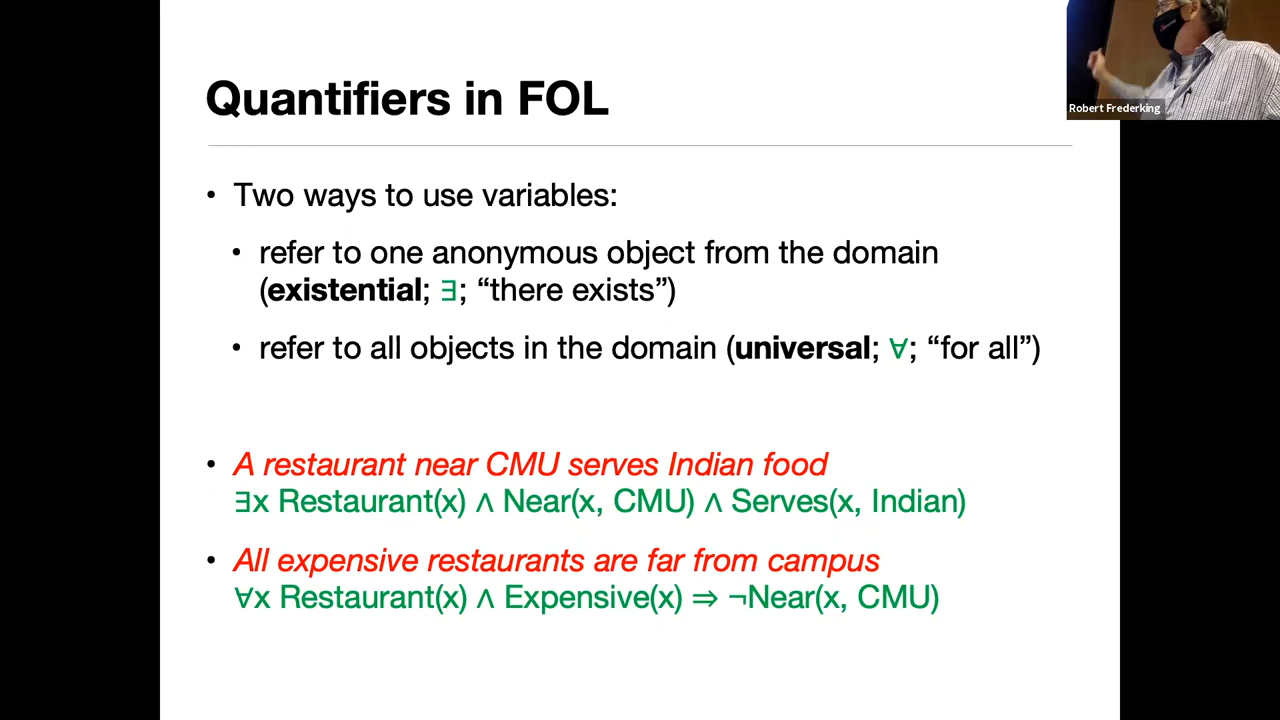 Quantifiers in FOL
Robert Frederking
• Two ways to use variables:
• refer to one anonymous object from the domain
(existential; ∃; “there exists”)
• refer to all objects in the domain (universal; ∀; “for all”)
• A restaurant near CMU serves Indian food
∃x Restaurant(x) ∧ Near(x, CMU) ∧ Serves(x, Indian)
• All expensive restaurants are far from campus
∀x Restaurant(x) ∧ Expensive(x) ⇒ ¬Near(x, CMU)